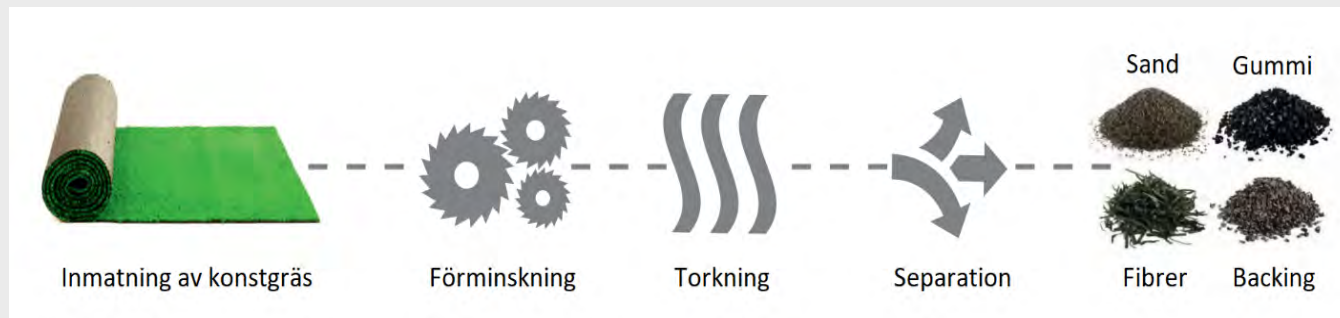 Sand Gummi
Inmatning av konstgräs Förminskning Torkning Separation Fibrer Backing